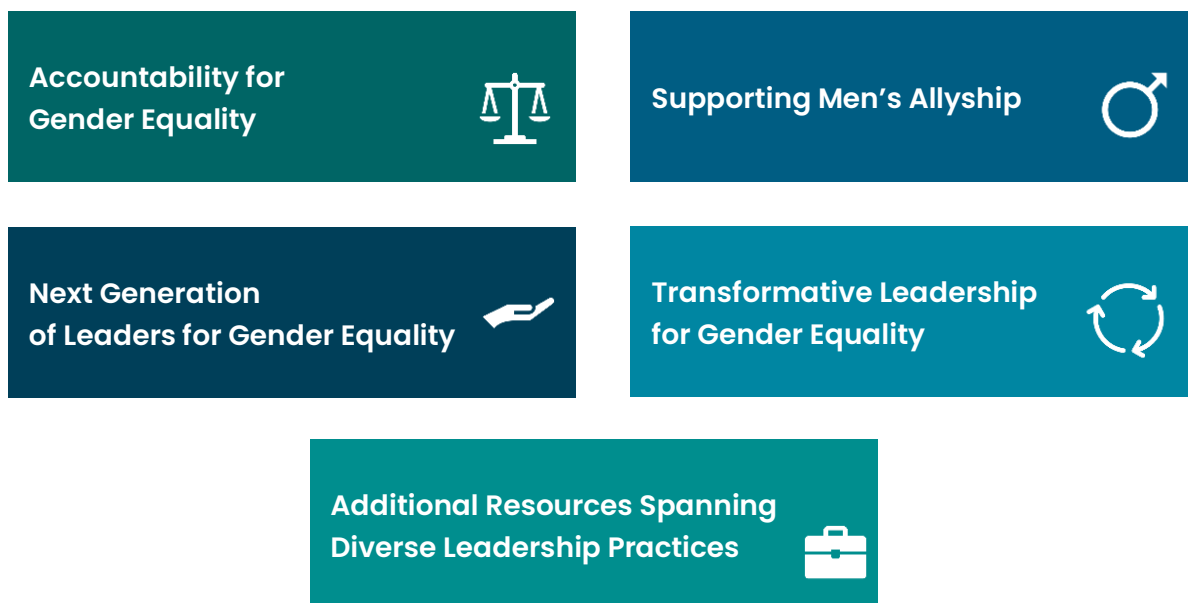 Accountability for
Gender Equality
Supporting Men’s Allyship
Next Generation
of Leaders for Gender Equality
Transformative Leadership
for Gender Equality
Additional Resources Spanning
Diverse Leadership Practices